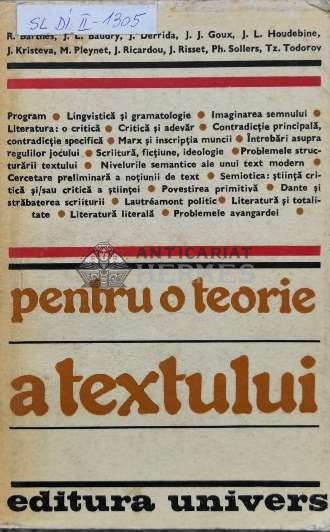 SL DI II - 1305
R. Barthes, J. L. Baudry, J. Derrida, J. J. Goux, J. L. Houdebine,
J. Kristeva, M. Pleynet, J. Ricardou, J. Risset, Ph. Sollers, Tz. Todorov
Program ● Lingvistică și gramatologie ● Imaginarea semnului ●
Literatura: o critică ● Critică și adevăr ● Contradicție principală,
contradicție specifică ● Marx și inscripția muncii ● Întrebări asupra
regulilor jocului ● Scriitură, ficțiune, ideologie ● Problemele struc-
turării textului ● Nivelurile semantice ale unui text modern ●
Cercetare preliminară a noțiunii de text ● Semiotica: știință cri-
tică și/sau critică a științei ● Povestirea primitivă ● Dante și
străbaterea scriiturii ● Lautréamont politic ● Literatură și totali-
tate ● Literatură literală ● Problemele avangardei ●
ANTICARIAT
HERMES
pentru o teorie
a textului
editura univers